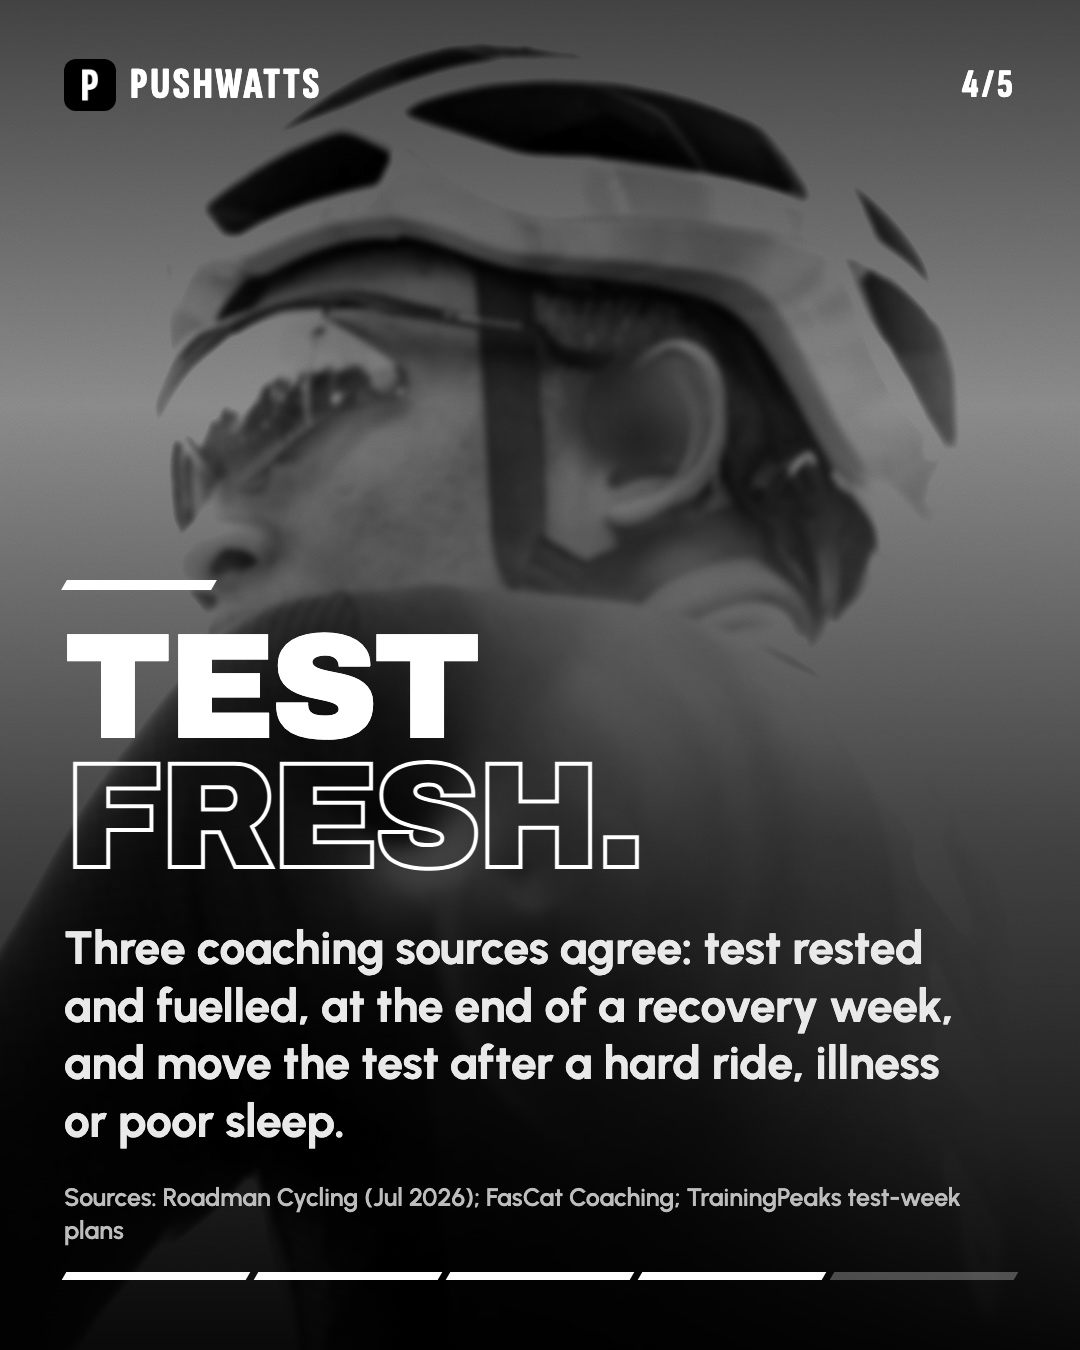 P PUSHWATTS
4/5
TEST
FRESH.
Three coaching sources agree: test rested
and fuelled, at the end of a recovery week,
and move the test after a hard ride, illness
or poor sleep.
Sources: Roadman Cycling (Jul 2026); FasCat Coaching; TrainingPeaks test-week
plans